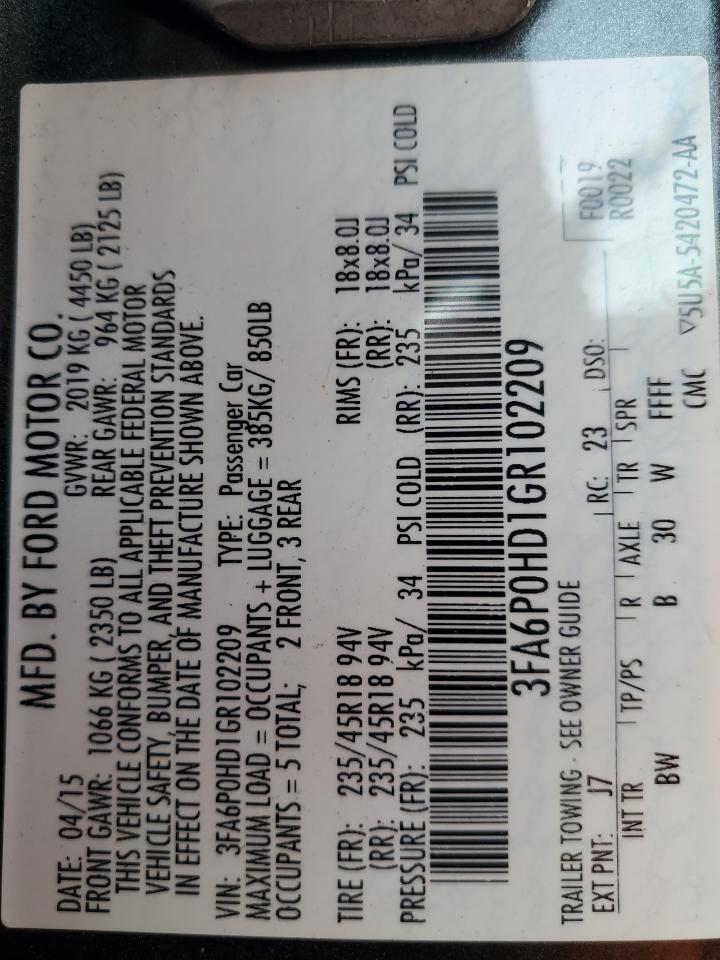 MFD. BY FORD MOTOR CO.
DATE: 04/15 GVWR: 2019 KG ( 4450 LB)
FRONT GAWR: 1066 KG ( 2350 LB) REAR GAWR: 964 KG ( 2125 LB)
THIS VEHICLE CONFORMS TO ALL APPLICABLE FEDERAL MOTOR
VEHICLE SAFETY, BUMPER, AND THEFT PREVENTION STANDARDS
IN EFFECT ON THE DATE OF MANUFACTURE SHOWN ABOVE.
VIN: 3FA6P0HD1GR102209 TYPE: Passenger Car
MAXIMUM LOAD = OCCUPANTS + LUGGAGE = 385KG/ 850LB
OCCUPANTS = 5 TOTAL; 2 FRONT, 3 REAR
TIRE (FR): 235/45R18 94V RIMS (FR): 18x8.0J
(RR): 235/45R18 94V (RR): 18x8.0J
PRESSURE (FR): 235 kPa/ 34 PSI COLD (RR): 235 kPa/ 34 PSI COLD
3FA6P0HD1GR102209
TRAILER TOWING - SEE OWNER GUIDE F0019
EXT PNT: J7 RC: 23 DSO: R0022
INT TR TP/PS R AXLE TR SPR
BW B 30 W FFFF
CMC ▽5U5A-5420472-AA